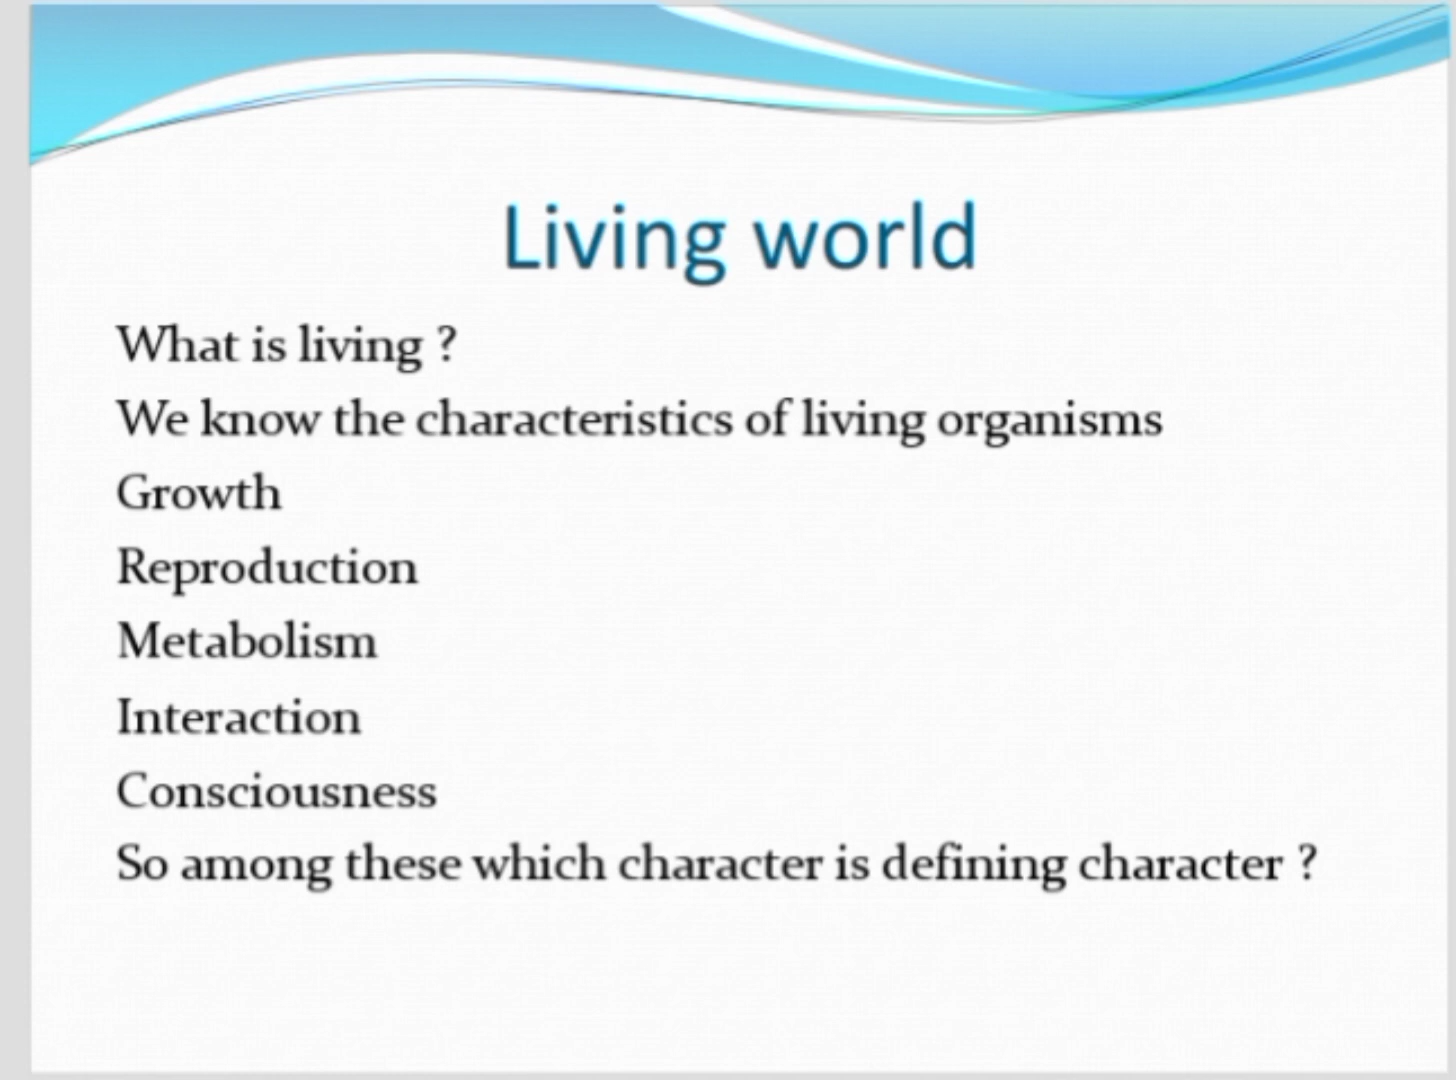 Living world
What is living ?
We know the characteristics of living organisms
Growth
Reproduction
Metabolism
Interaction
Consciousness
So among these which character is defining character ?